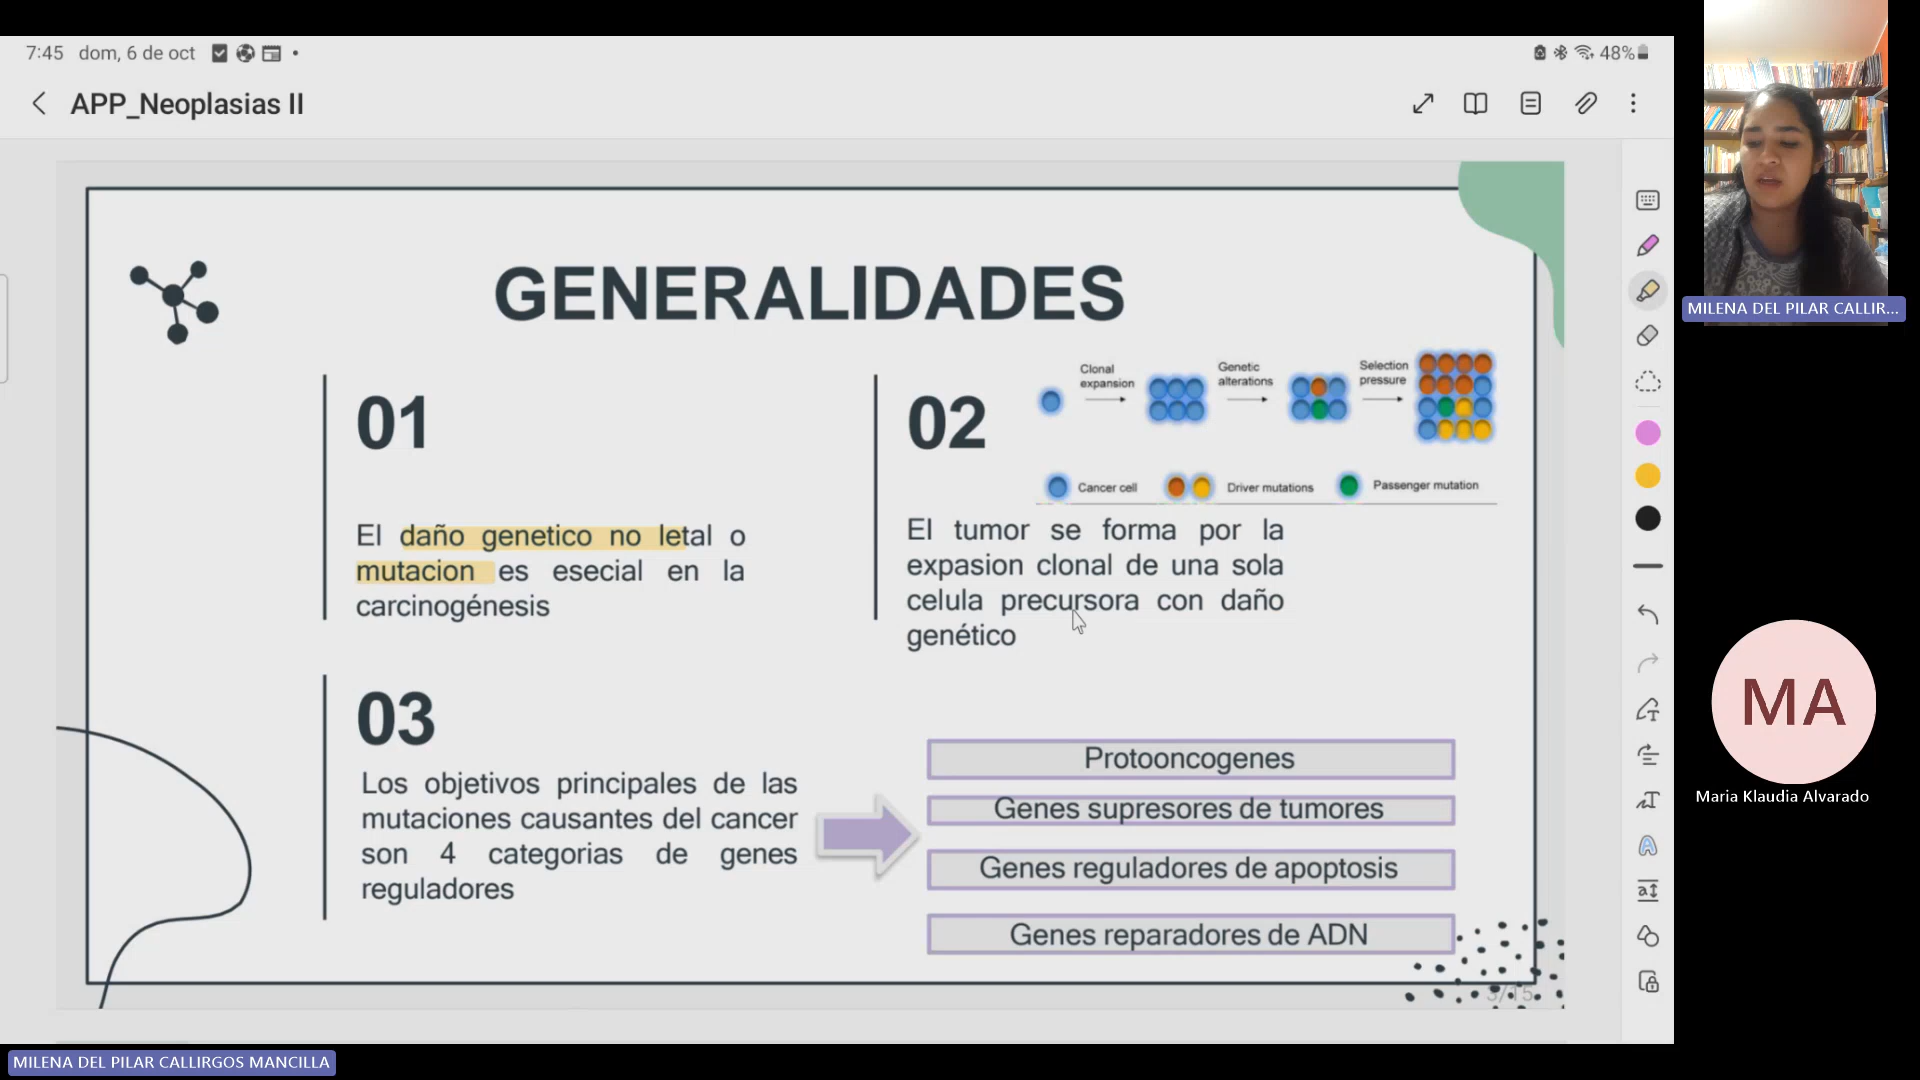 7:45 dom, 6 de oct
48%
APP_Neoplasias II
GENERALIDADES
01
El daño genetico no letal o
mutacion es esecial en la
carcinogénesis
02
Clonal
expansion
Genetic
alterations
Selection
pressure
Cancer cell
Driver mutations
Passenger mutation
El tumor se forma por la
expasion clonal de una sola
celula precursora con daño
genético
03
Los objetivos principales de las
mutaciones causantes del cancer
son 4 categorias de genes
reguladores
Protooncogenes
Genes supresores de tumores
Genes reguladores de apoptosis
Genes reparadores de ADN
3/15
MILENA DEL PILAR CALLIR...
MA
Maria Klaudia Alvarado
MILENA DEL PILAR CALLIRGOS MANCILLA